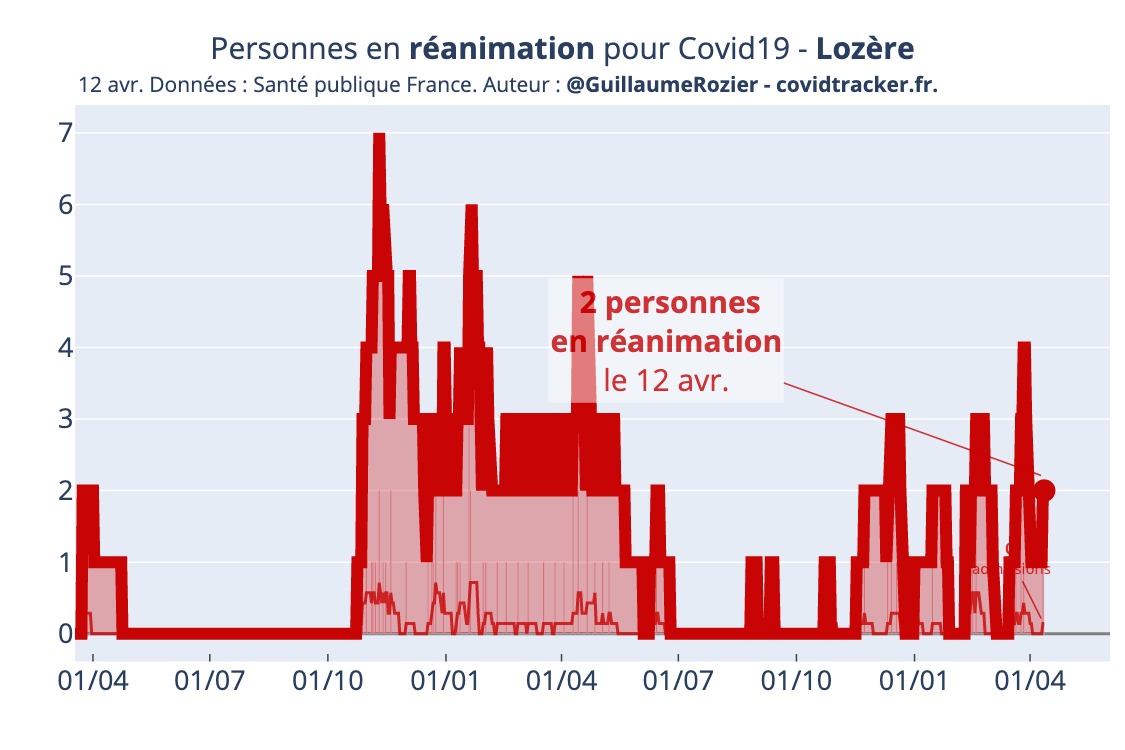 Personnes en réanimation pour Covid19 - Lozère
12 avr. Données : Santé publique France. Auteur : @GuillaumeRozier - covidtracker.fr.
7
6
5
4
3
2
1
0
2 personnes
en réanimation
le 12 avr.
admissions
01/04 01/07 01/10 01/01 01/04 01/07 01/10 01/01 01/04